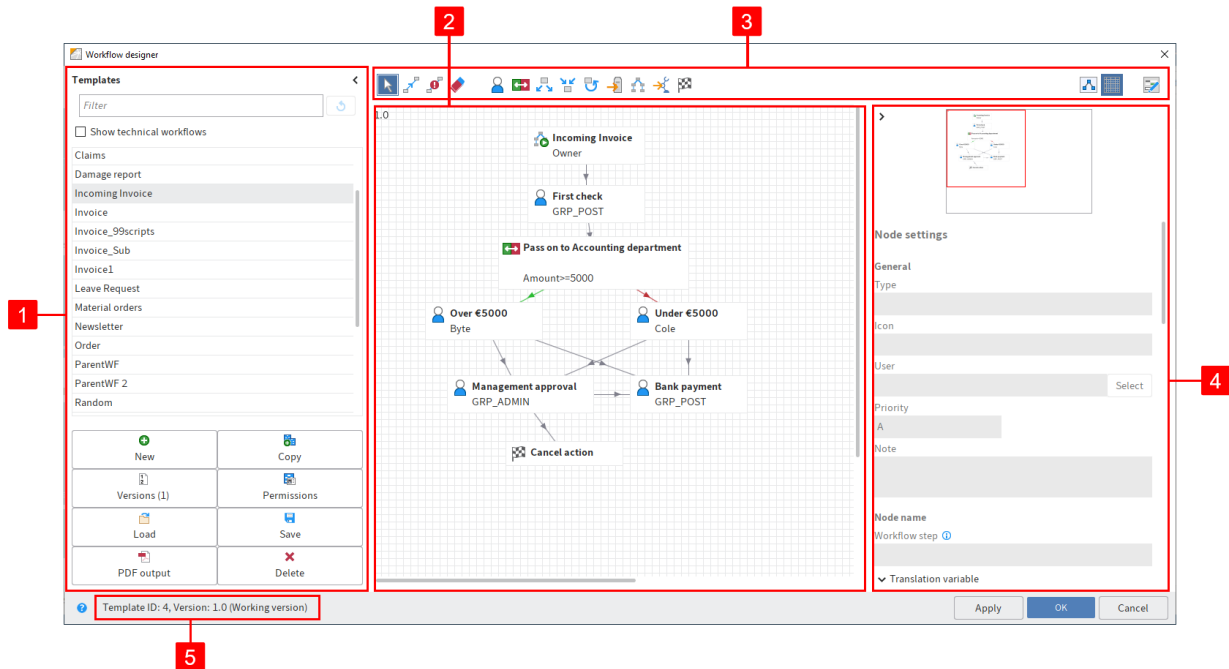 2
3
Workflow designer
Templates
Filter
Show technical workflows
Claims
Damage report
Incoming Invoice
Invoice
Invoice_99scripts
Invoice_Sub
Invoice1
Leave Request
Material orders
Newsletter
Order
ParentWF
ParentWF 2
Random
New
Copy
Versions (1)
Permissions
Load
Save
PDF output
Delete
1
1.0
Incoming Invoice
Owner
First check
GRP_POST
Pass on to Accounting department
Amount>=5000
Over €5000
Byte
Under €5000
Cole
Management approval
GRP_ADMIN
Bank payment
GRP_POST
Cancel action
Node settings
General
Type
Icon
User
Select
Priority
A
Note
Node name
Workflow step
Translation variable
4
Template ID: 4, Version: 1.0 (Working version)
Apply
OK
Cancel
5